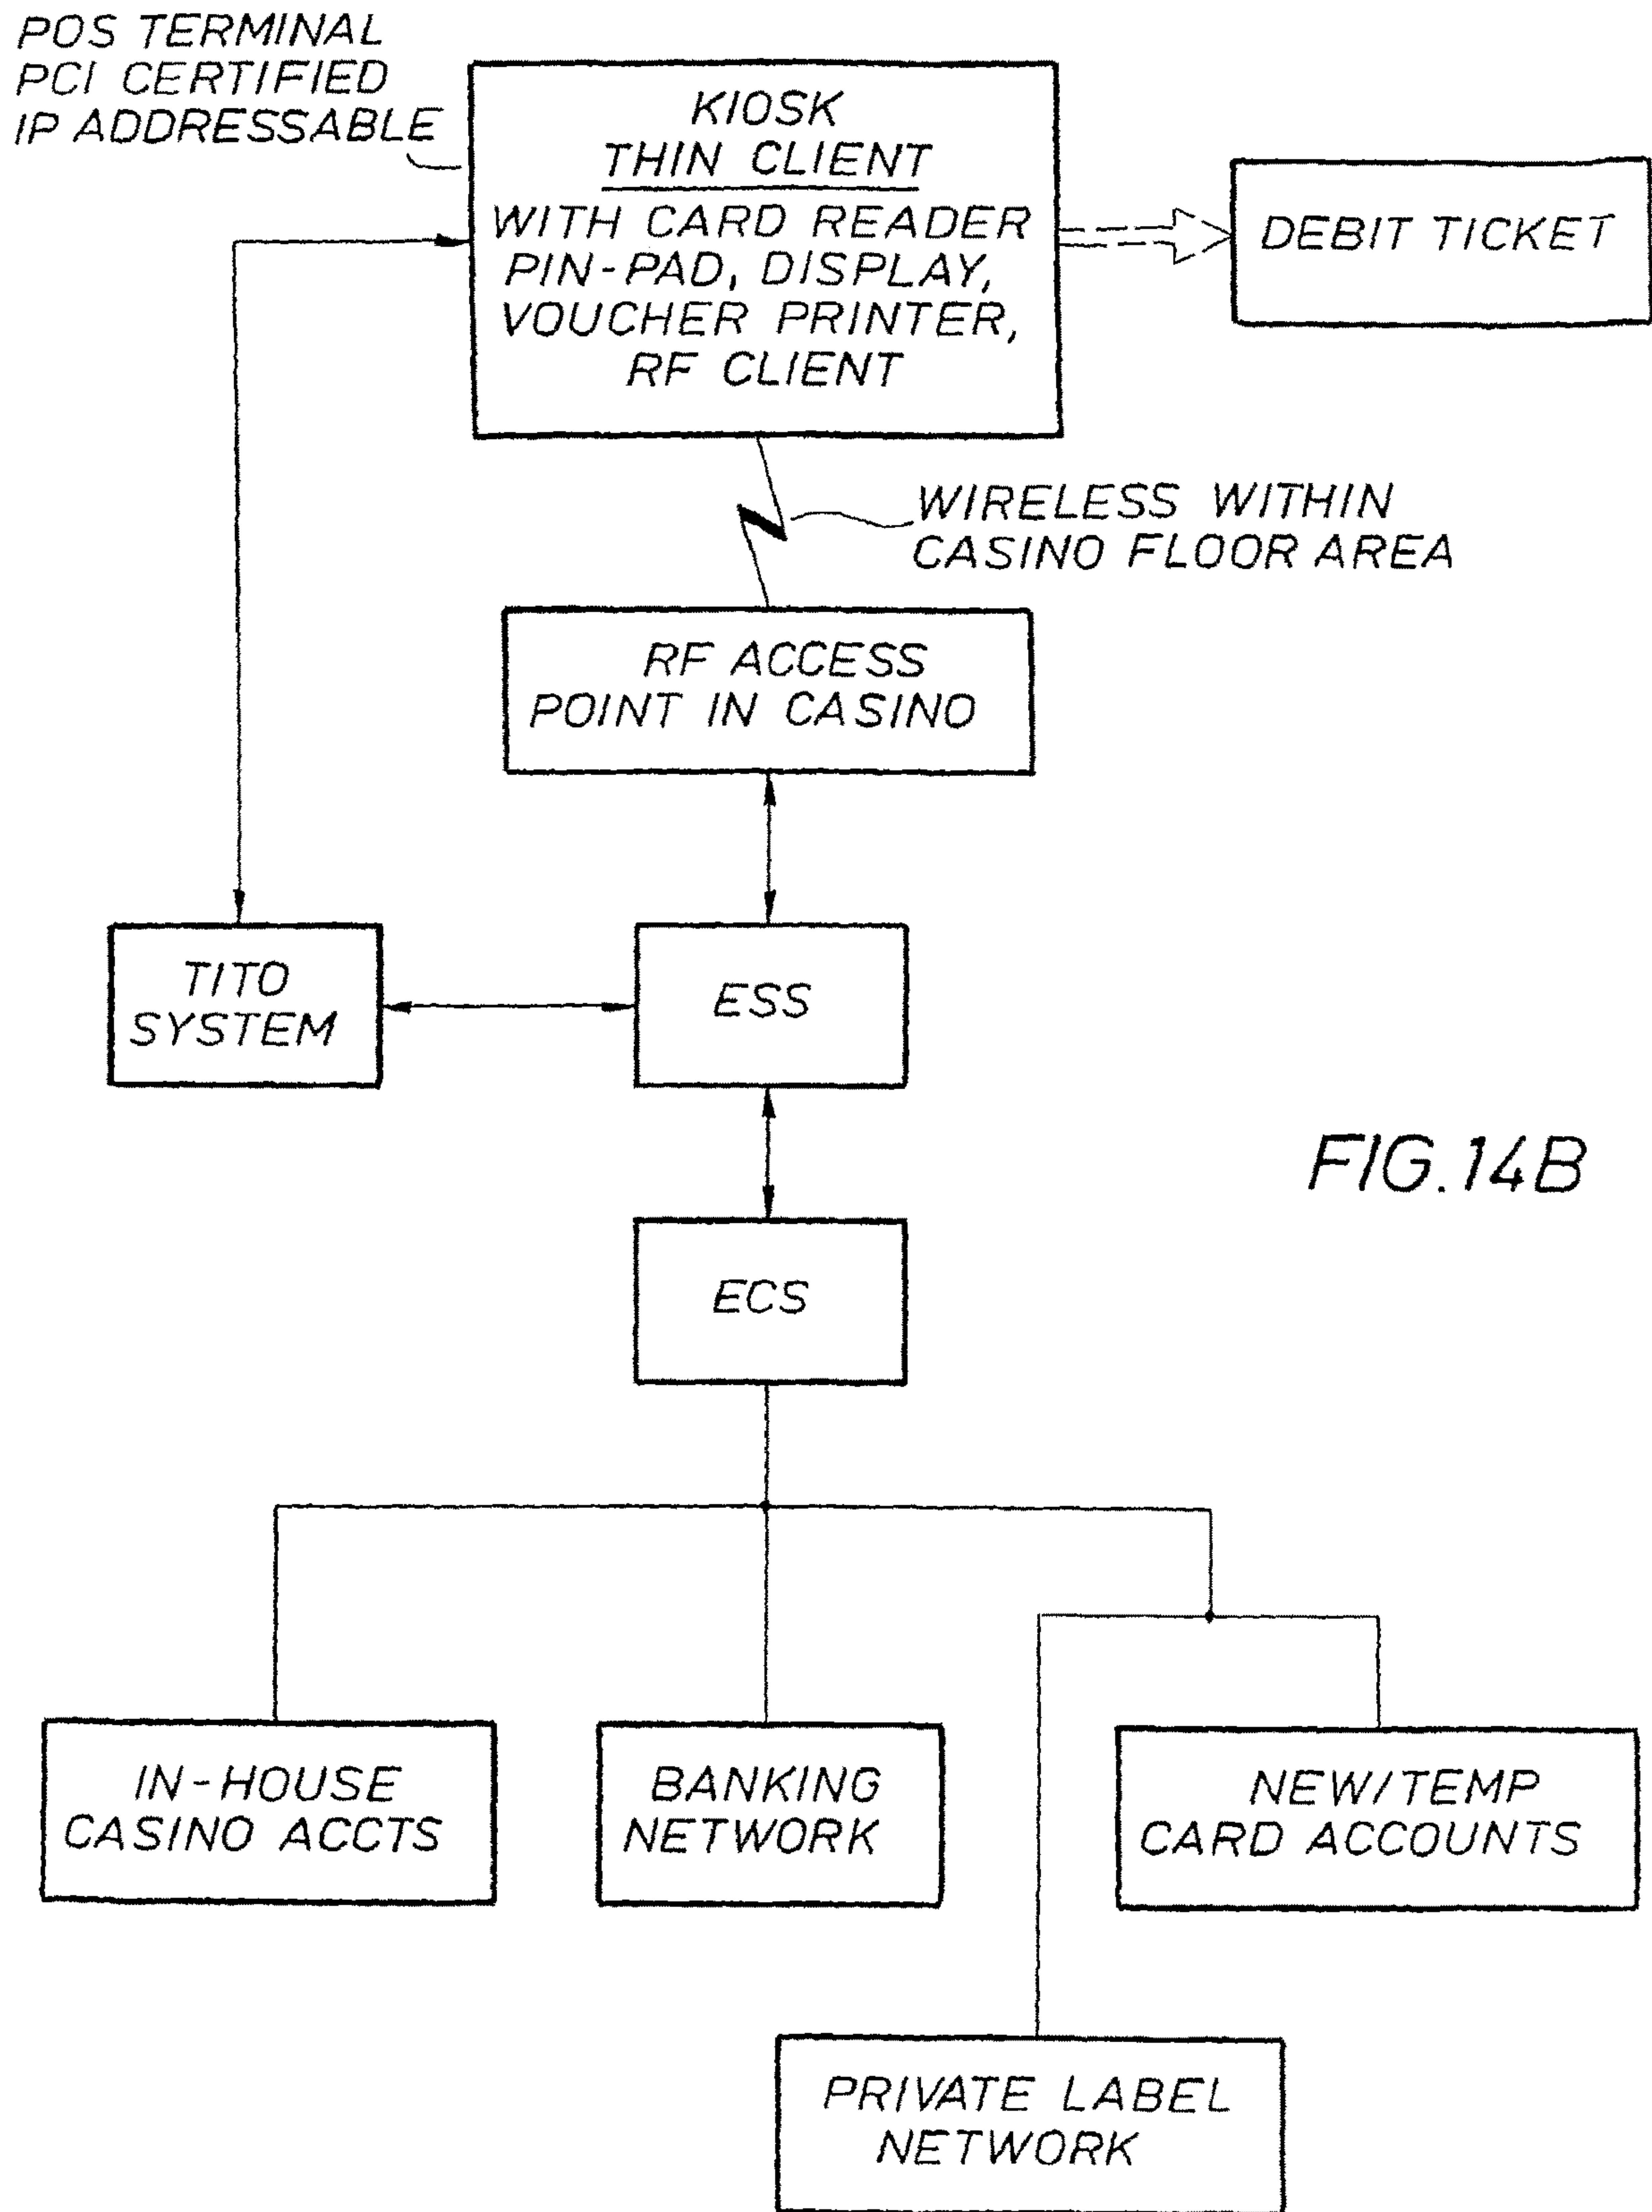 POS TERMINAL
PCI CERTIFIED
IP ADDRESSABLE
KIOSK
THIN CLIENT
WITH CARD READER
PIN-PAD, DISPLAY,
VOUCHER PRINTER,
RF CLIENT
DEBIT TICKET
WIRELESS WITHIN
CASINO FLOOR AREA
RF ACCESS
POINT IN CASINO
TITO
SYSTEM
ESS
FIG. 14B
ECS
IN-HOUSE
CASINO ACCTS
BANKING
NETWORK
NEW/TEMP
CARD ACCOUNTS
PRIVATE LABEL
NETWORK